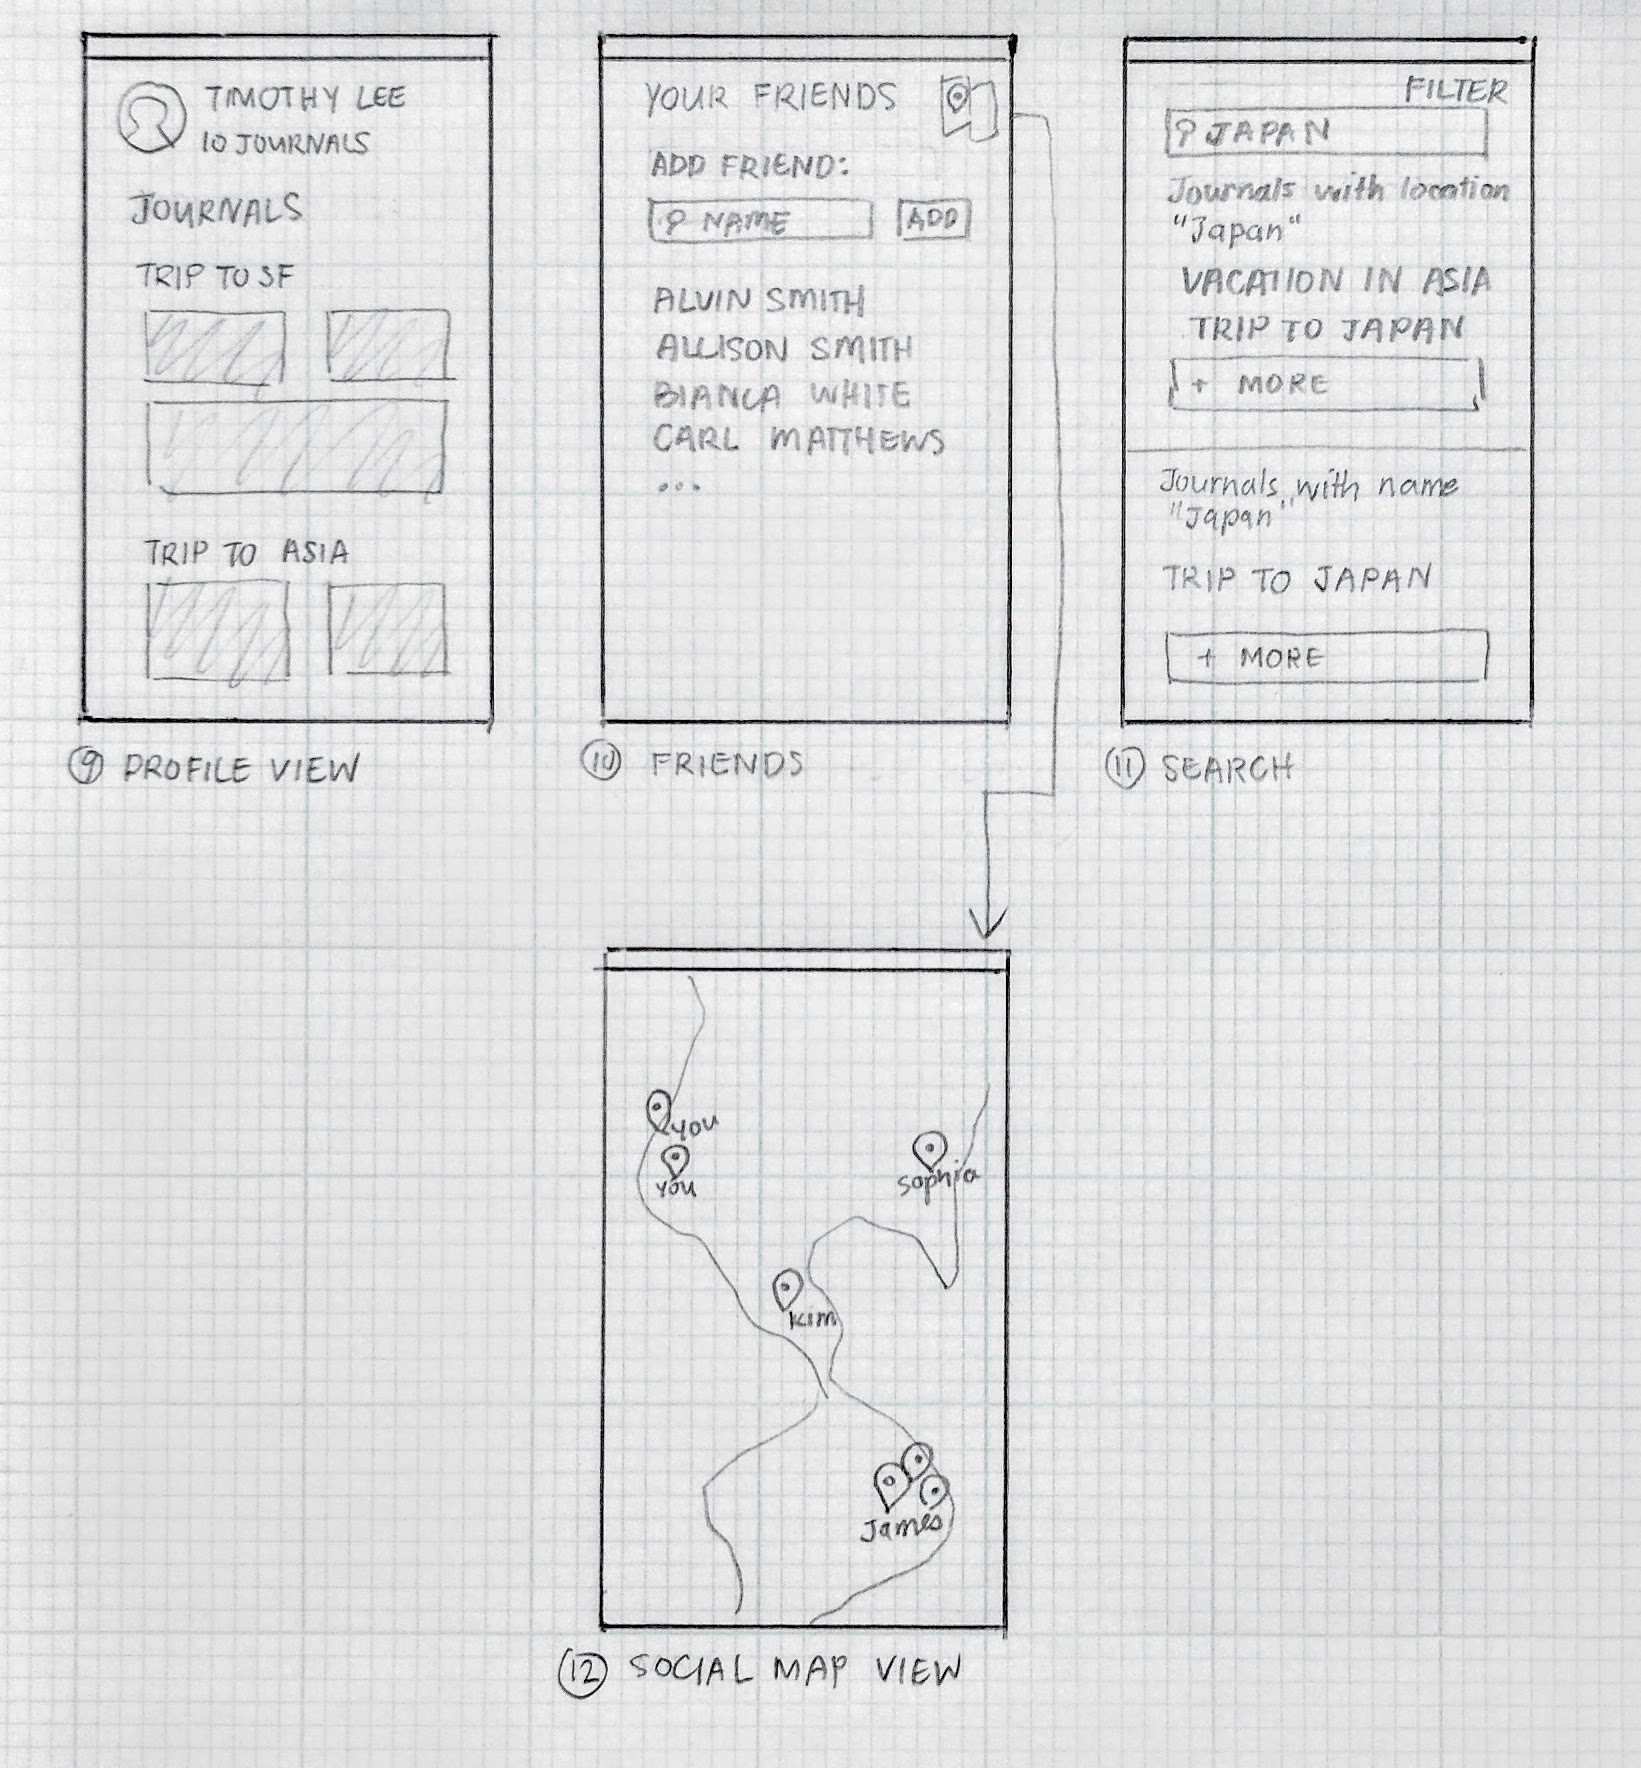 TIMOTHY LEE
10 JOURNALS
JOURNALS
TRIP TO SF
TRIP TO ASIA
9 PROFILE VIEW
YOUR FRIENDS
ADD FRIEND:
NAME ADD
ALVIN SMITH
ALLISON SMITH
BIANCA WHITE
CARL MATTHEWS
...
10 FRIENDS
FILTER
JAPAN
Journals with location
"Japan"
VACATION IN ASIA
TRIP TO JAPAN
+ MORE
Journals with name
"Japan"
TRIP TO JAPAN
+ MORE
11 SEARCH
you
you
sophia
kim
James
12 SOCIAL MAP VIEW